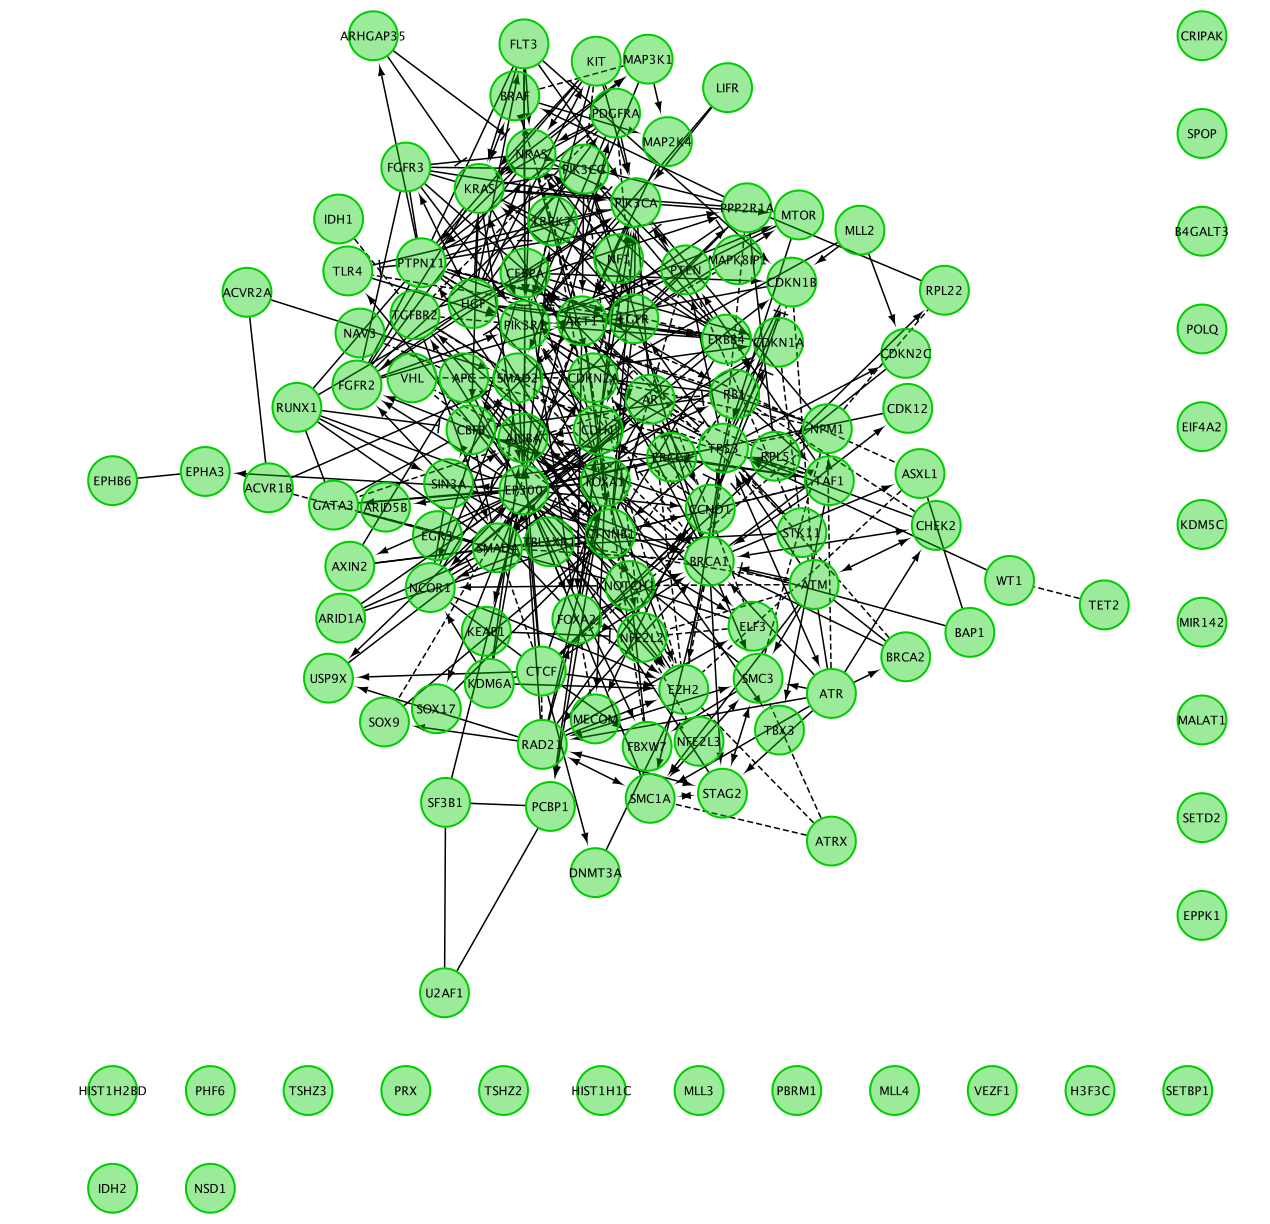 ARHGAP35
FLT3
KIT
MAP3K1
CRIPAK
BRAF
LIFR
PDGFRA
MAP2K4
SPOP
NRAS
FGFR3
PIK3CG
KRAS
PIK3CA
PPP2R1A
MTOR
IDH1
LRRK2
MLL2
B4GALT3
PTPN11
TLR4
CEBPA
NF1
PTEN
MAPK8IP1
CDKN1B
ACVR2A
RPL22
HGF
TGFBR2
NAV3
PIK3R1
AKT1
EGFR
ERBB4
CDKN1A
POLQ
CDKN2C
FGFR2
VHL
APC
SMAD2
CDKN2A
AR
RB1
RUNX1
CDK12
CBFB
AJUBA
CDH1
NPM1
EIF4A2
TP53
RPL5
EPHB6
EPHA3
ACVR1B
SIN3A
EP300
FOXA1
TAF1
ASXL1
GATA3
ARID5B
CCND1
CHEK2
KDM5C
EGR3
SMAD4
TBL1XR1
CTNNB1
STK11
AXIN2
NCOR1
NOTCH1
BRCA1
ATM
WT1
TET2
ARID1A
KEAP1
FOXA2
NFE2L2
ELF3
BAP1
MIR142
USP9X
KDM6A
CTCF
EZH2
SMC3
ATR
BRCA2
SOX9
SOX17
MECOM
RAD21
FBXW7
NFE2L3
TBX3
MALAT1
SF3B1
PCBP1
SMC1A
STAG2
SETD2
DNMT3A
ATRX
EPPK1
U2AF1
HIST1H2BD
PHF6
TSHZ3
PRX
TSHZ2
HIST1H1C
MLL3
PBRM1
MLL4
VEZF1
H3F3C
SETBP1
IDH2
NSD1